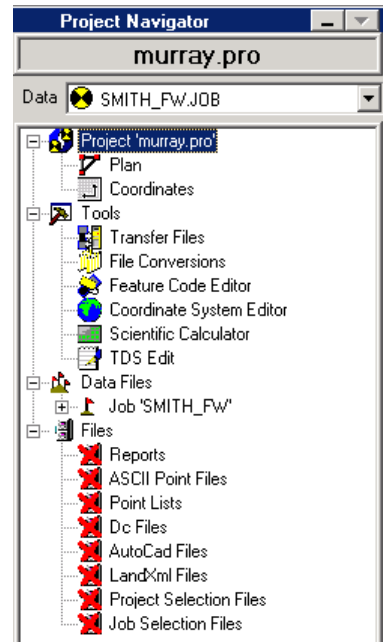 Project Navigator
murray.pro
Data SMITH_FW.JOB
Project 'murray.pro'
Plan
Coordinates
Tools
Transfer Files
File Conversions
Feature Code Editor
Coordinate System Editor
Scientific Calculator
TDS Edit
Data Files
Job 'SMITH_FW'
Files
Reports
ASCII Point Files
Point Lists
Dc Files
AutoCad Files
LandXml Files
Project Selection Files
Job Selection Files